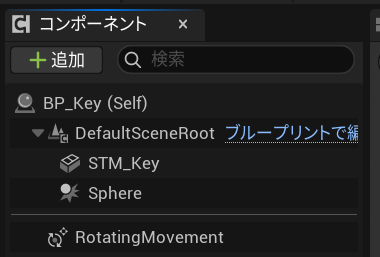 コンポーネント ×
+ 追加 検索
BP_Key (Self)
DefaultSceneRoot ブループリントで編
STM_Key
Sphere
RotatingMovement